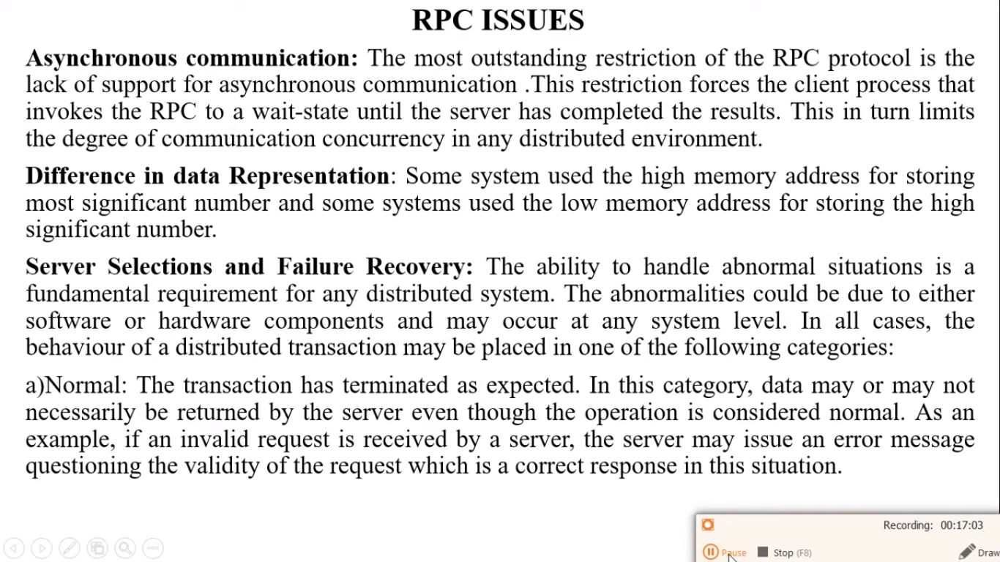 RPC ISSUES
Asynchronous communication: The most outstanding restriction of the RPC protocol is the
lack of support for asynchronous communication .This restriction forces the client process that
invokes the RPC to a wait-state until the server has completed the results. This in turn limits
the degree of communication concurrency in any distributed environment.
Difference in data Representation: Some system used the high memory address for storing
most significant number and some systems used the low memory address for storing the high
significant number.
Server Selections and Failure Recovery: The ability to handle abnormal situations is a
fundamental requirement for any distributed system. The abnormalities could be due to either
software or hardware components and may occur at any system level. In all cases, the
behaviour of a distributed transaction may be placed in one of the following categories:
a)Normal: The transaction has terminated as expected. In this category, data may or may not
necessarily be returned by the server even though the operation is considered normal. As an
example, if an invalid request is received by a server, the server may issue an error message
questioning the validity of the request which is a correct response in this situation.
Recording: 00:17:03
Pause Stop (F8) Draw